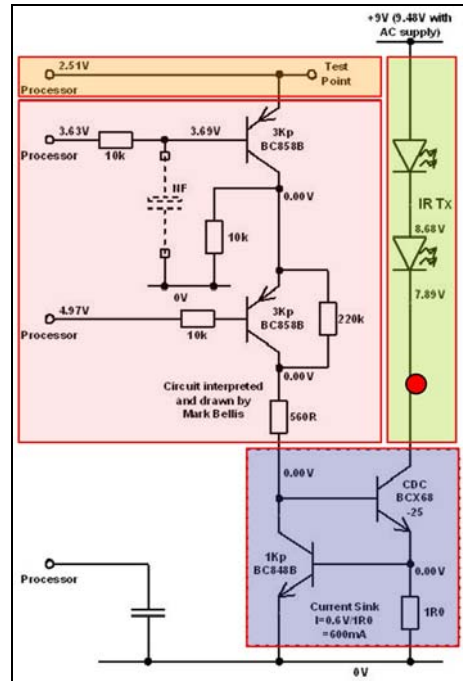 +9V (9.48V with
AC supply)
2.51V
Processor
Test
Point
3.63V
Processor
10k
3.69V
3Kp
BC858B
NF
0.00V
10k
0V
IR Tx
8.68V
7.89V
4.97V
Processor
10k
3Kp
BC858B
220k
0.00V
Circuit interpreted
and drawn by
Mark Bellis
560R
0.00V
CDC
BCX68
-25
Processor
1Kp
BC848B
0.00V
Current Sink
I=0.6V/1R0
=600mA
1R0
0V